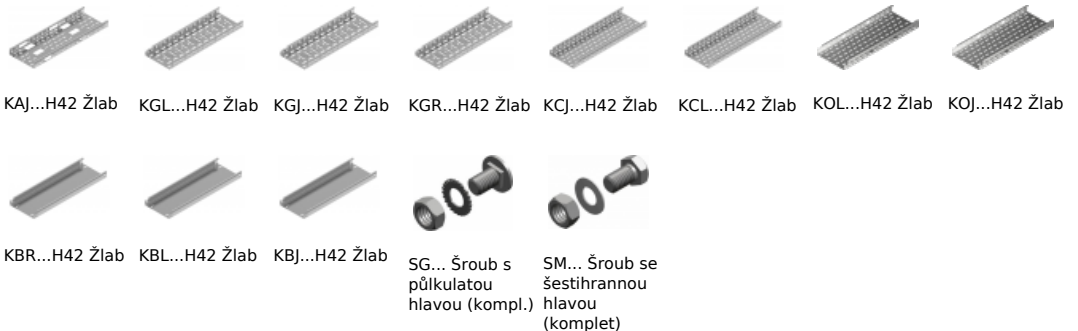 KAJ...H42 Žlab
KGL...H42 Žlab
KGJ...H42 Žlab
KGR...H42 Žlab
KCJ...H42 Žlab
KCL...H42 Žlab
KOL...H42 Žlab
KOJ...H42 Žlab
KBR...H42 Žlab
KBL...H42 Žlab
KBJ...H42 Žlab
SG... Šroub s
půlkulatou
hlavou (kompl.)
SM... Šroub se
šestihrannou
hlavou
(komplet)